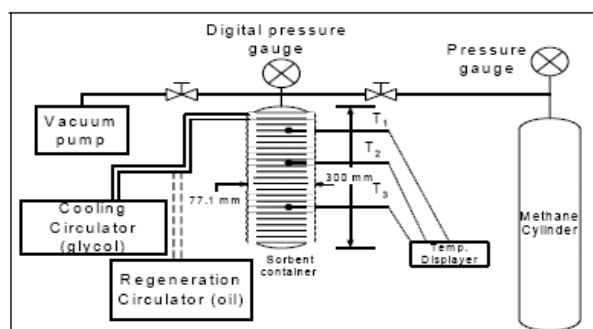 Digital pressure
gauge
Pressure
gauge
Vacuum
pump
T1
T2
300 mm
77.1 mm
T3
Cooling
Circulator
(glycol)
Methane
Cylinder
Temp.
Displayer
Sorbent
container
Regeneration
Circulator (oil)